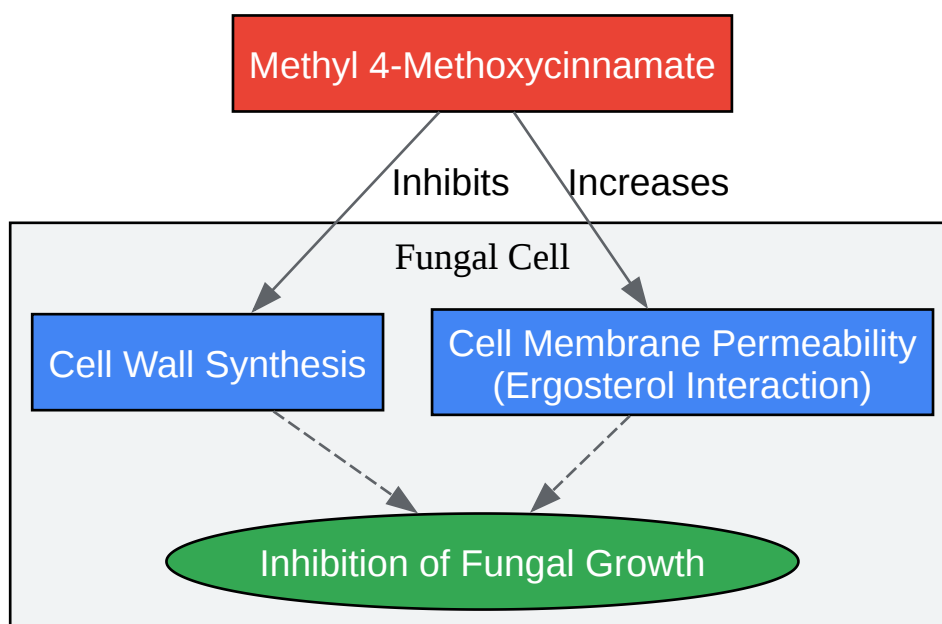 Methyl 4-Methoxycinnamate
Inhibits
Increases
Fungal Cell
Cell Wall Synthesis
Cell Membrane Permeability
(Ergosterol Interaction)
Inhibition of Fungal Growth